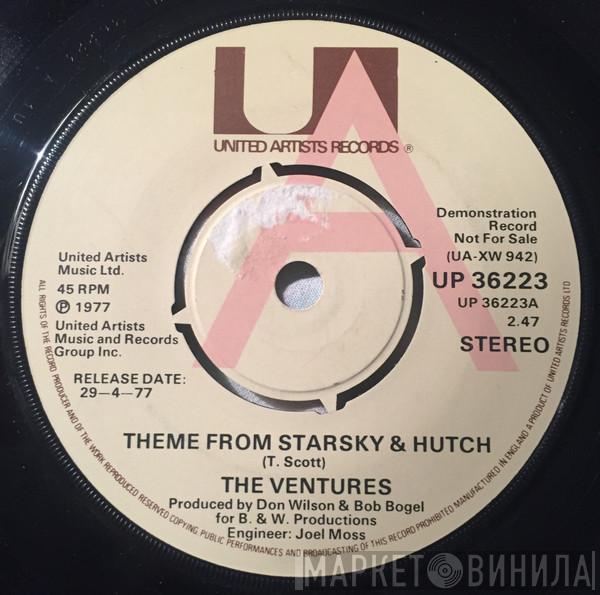 UNITED ARTISTS RECORDS ®
A
Demonstration
Record
Not For Sale
(UA-XW 942)
UP 36223
UP 36223A
2.47
STEREO
United Artists
Music Ltd.
45 RPM
℗ 1977
United Artists
Music and Records
Group Inc.
RELEASE DATE:
29–4–77
THEME FROM STARSKY & HUTCH
(T. Scott)
THE VENTURES
Produced by Don Wilson & Bob Bogel
for B. & W. Productions
Engineer: Joel Moss
ALL RIGHTS OF THE RECORD PRODUCER AND OF THE WORK REPRODUCED RESERVED COPYING, PUBLIC PERFORMANCES AND BROADCASTING OF THIS RECORD PROHIBITED MANUFACTURED IN ENGLAND A PRODUCT OF UNITED ARTISTS RECORDS LTD
МАРКЕТ ВИНИЛА